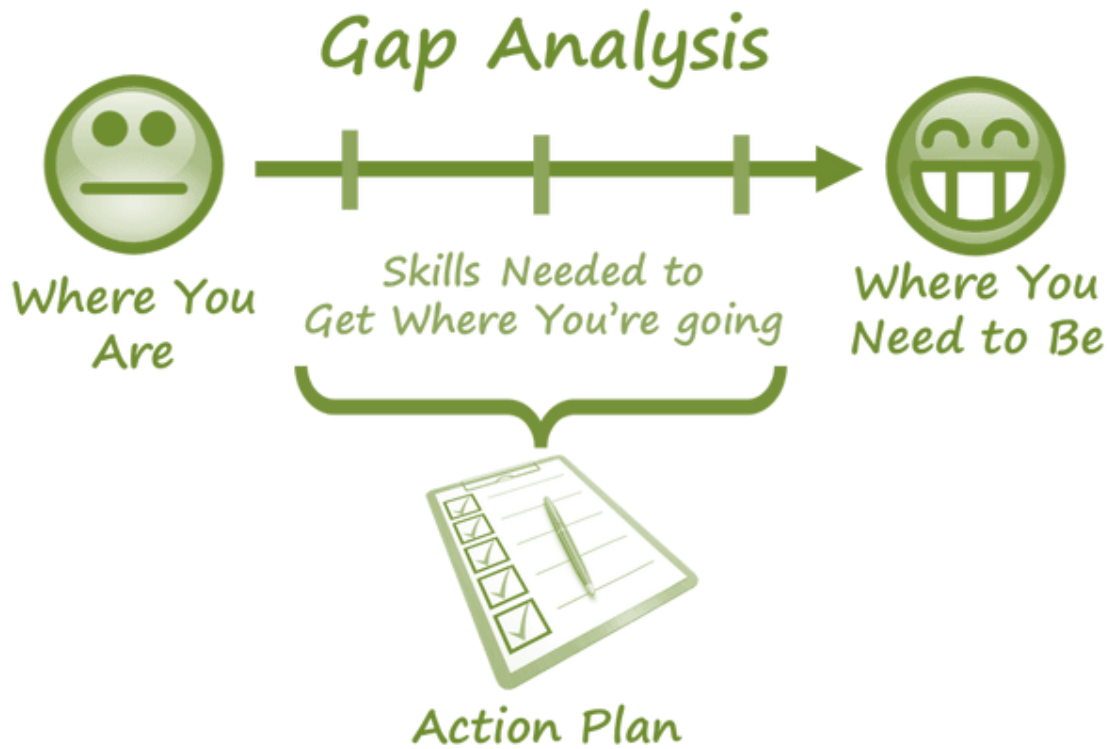 Gap Analysis
Where You
Are
Skills Needed to
Get Where You're going
Where You
Need to Be
Action Plan